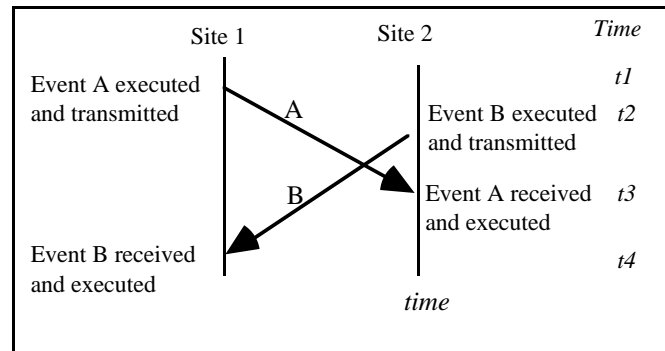 Site 1 Site 2 Time
Event A executed t1
and transmitted
A
Event B executed t2
and transmitted
B
Event A received t3
and executed
Event B received t4
and executed
time